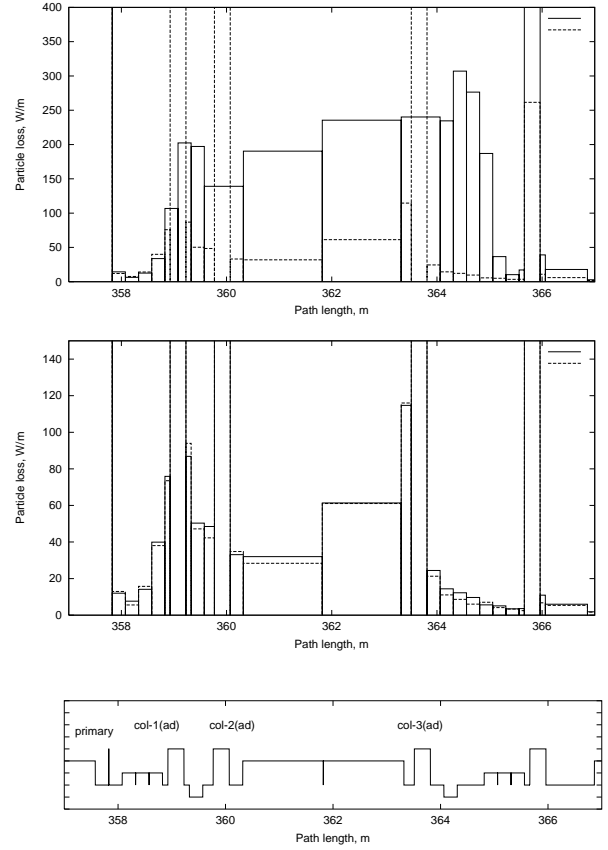 400
350
300
250
200
150
100
50
0
Particle loss, W/m
358 360 362 364 366
Path length, m
140
120
100
80
60
40
20
0
Particle loss, W/m
358 360 362 364 366
Path length, m
primary col-1(ad) col-2(ad) col-3(ad)
358 360 362 364 366
Path length, m